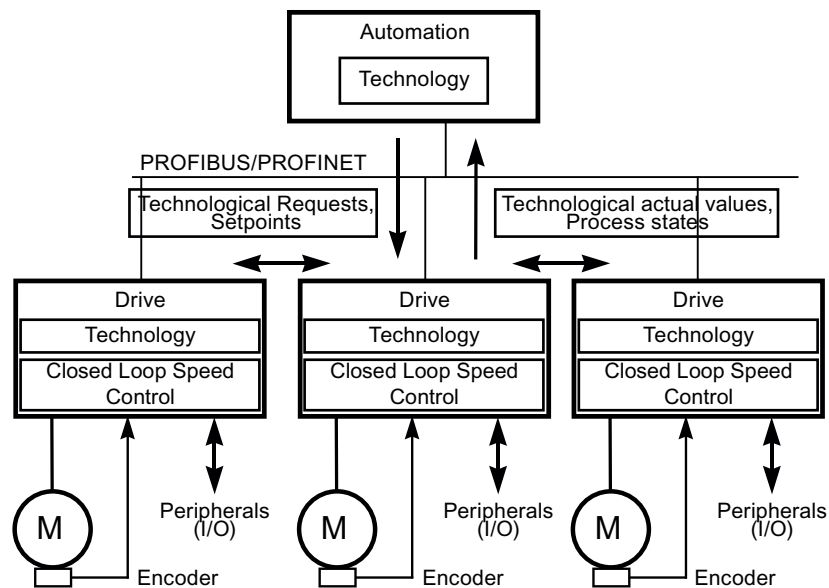 Automation
Technology
PROFIBUS/PROFINET
Technological Requests,
Setpoints
Technological actual values,
Process states
Drive
Technology
Closed Loop Speed
Control
Drive
Technology
Closed Loop Speed
Control
Drive
Technology
Closed Loop Speed
Control
M
Peripherals
(I/O)
Encoder
M
Peripherals
(I/O)
Encoder
M
Peripherals
(I/O)
Encoder